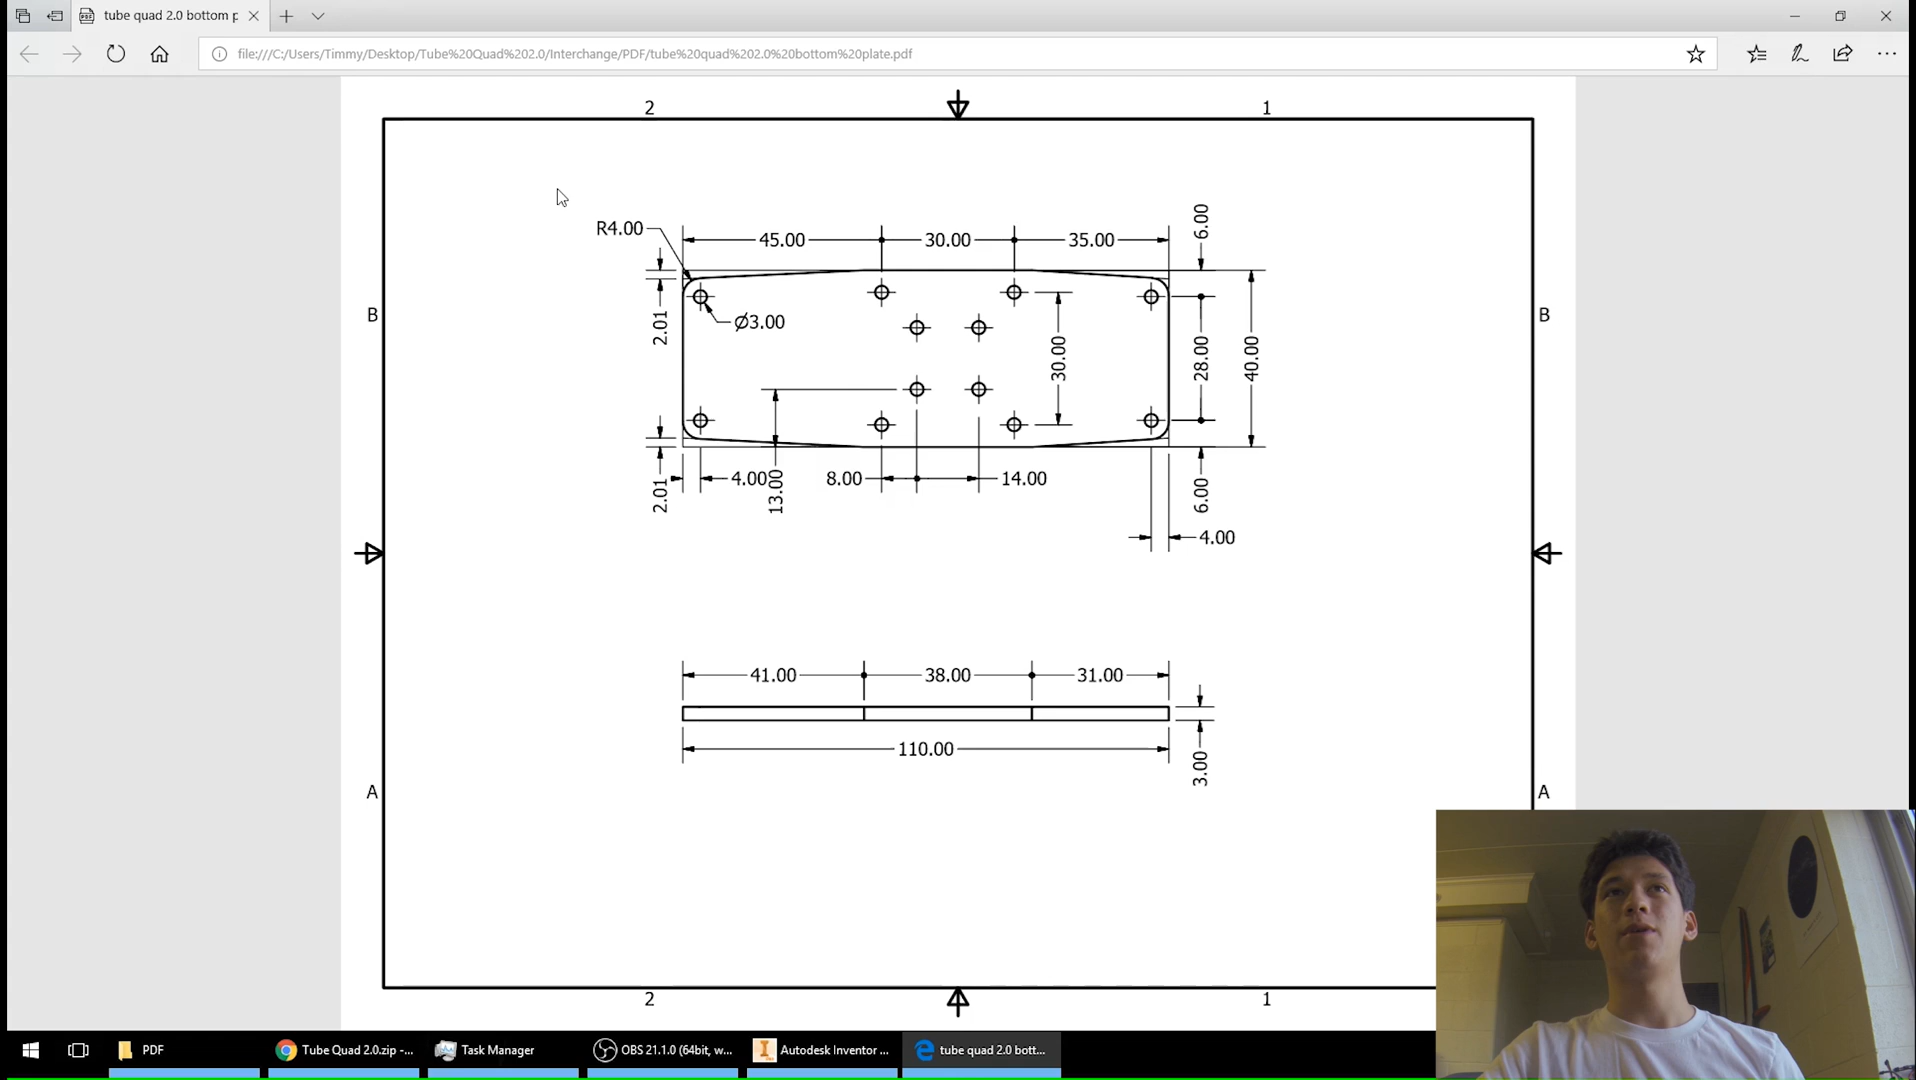 tube quad 2.0 bottom p
file:///C:/Users/Timmy/Desktop/Tube%20Quad%202.0/Interchange/PDF/tube%20quad%202.0%20bottom%20plate.pdf
2
1
R4.00
45.00
30.00
35.00
6.00
B
2.01
Ø3.00
30.00
28.00
40.00
B
2.01
4.00
13.00
8.00
14.00
6.00
4.00
41.00
38.00
31.00
110.00
3.00
A
A
2
1
PDF
Tube Quad 2.0.zip -...
Task Manager
OBS 21.1.0 (64bit, w...
Autodesk Inventor ...
tube quad 2.0 bott...